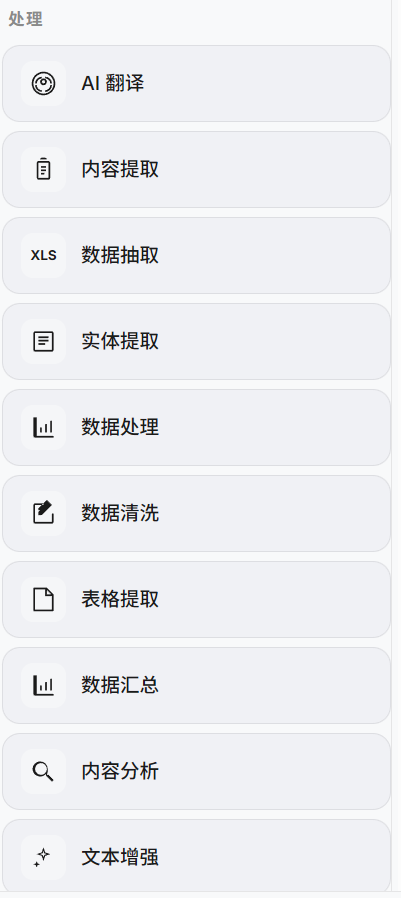 处理
AI 翻译
内容提取
XLS 数据抽取
实体提取
数据处理
数据清洗
表格提取
数据汇总
内容分析
文本增强